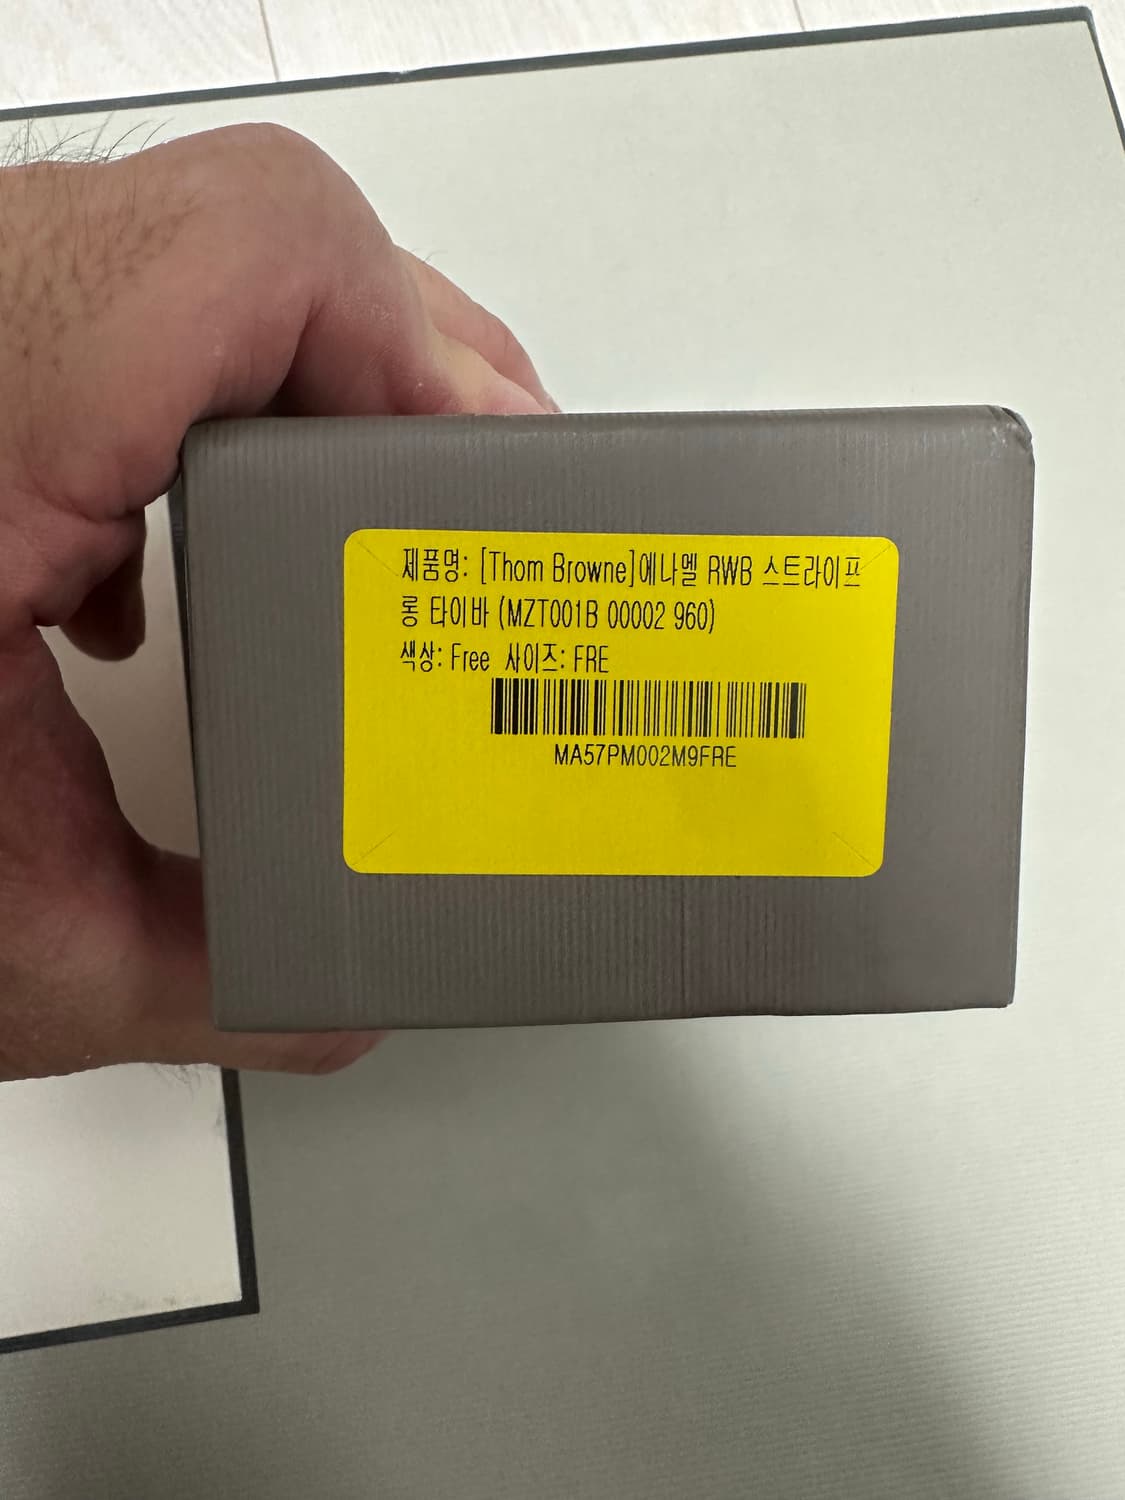 제품명: [Thom Browne]에나멜 RWB 스트라이프
롱 타이바 (MZT001B 00002 960)
색상: Free 사이즈: FRE
MA57PM002M9FRE